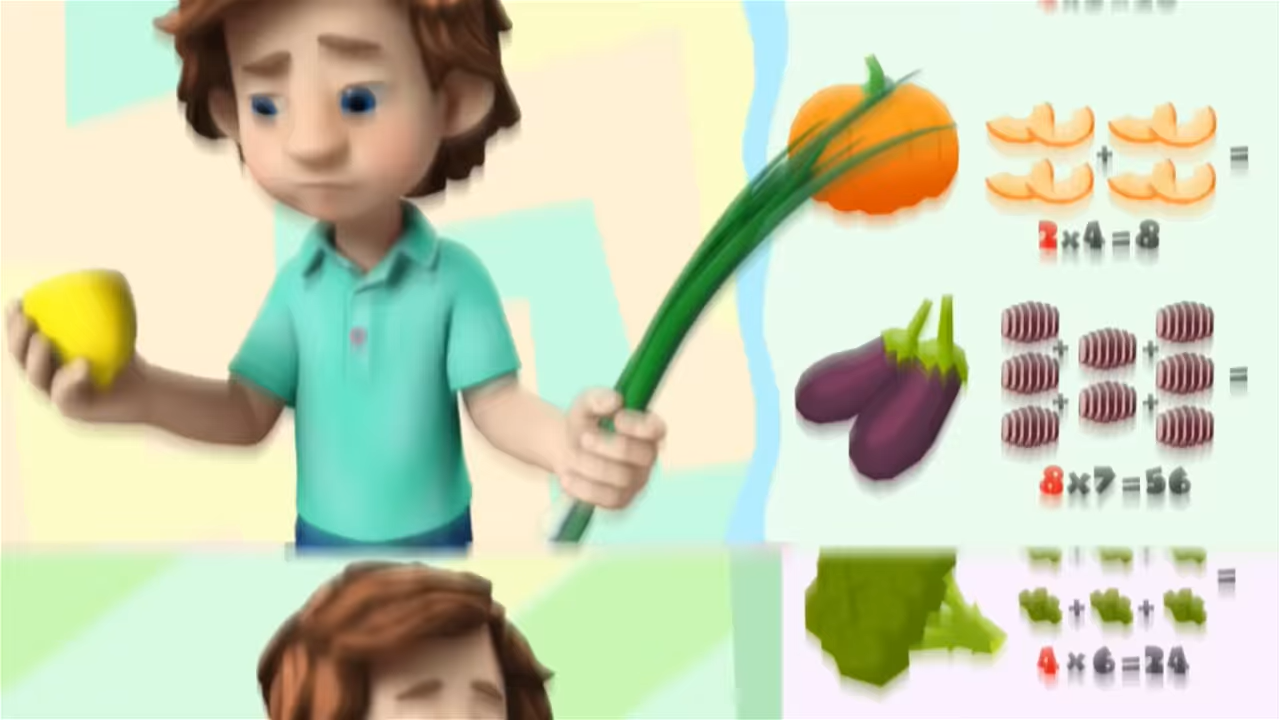 + =
2×4=8
+ + =
+ +
8×7=56
+ + =
4×6=24